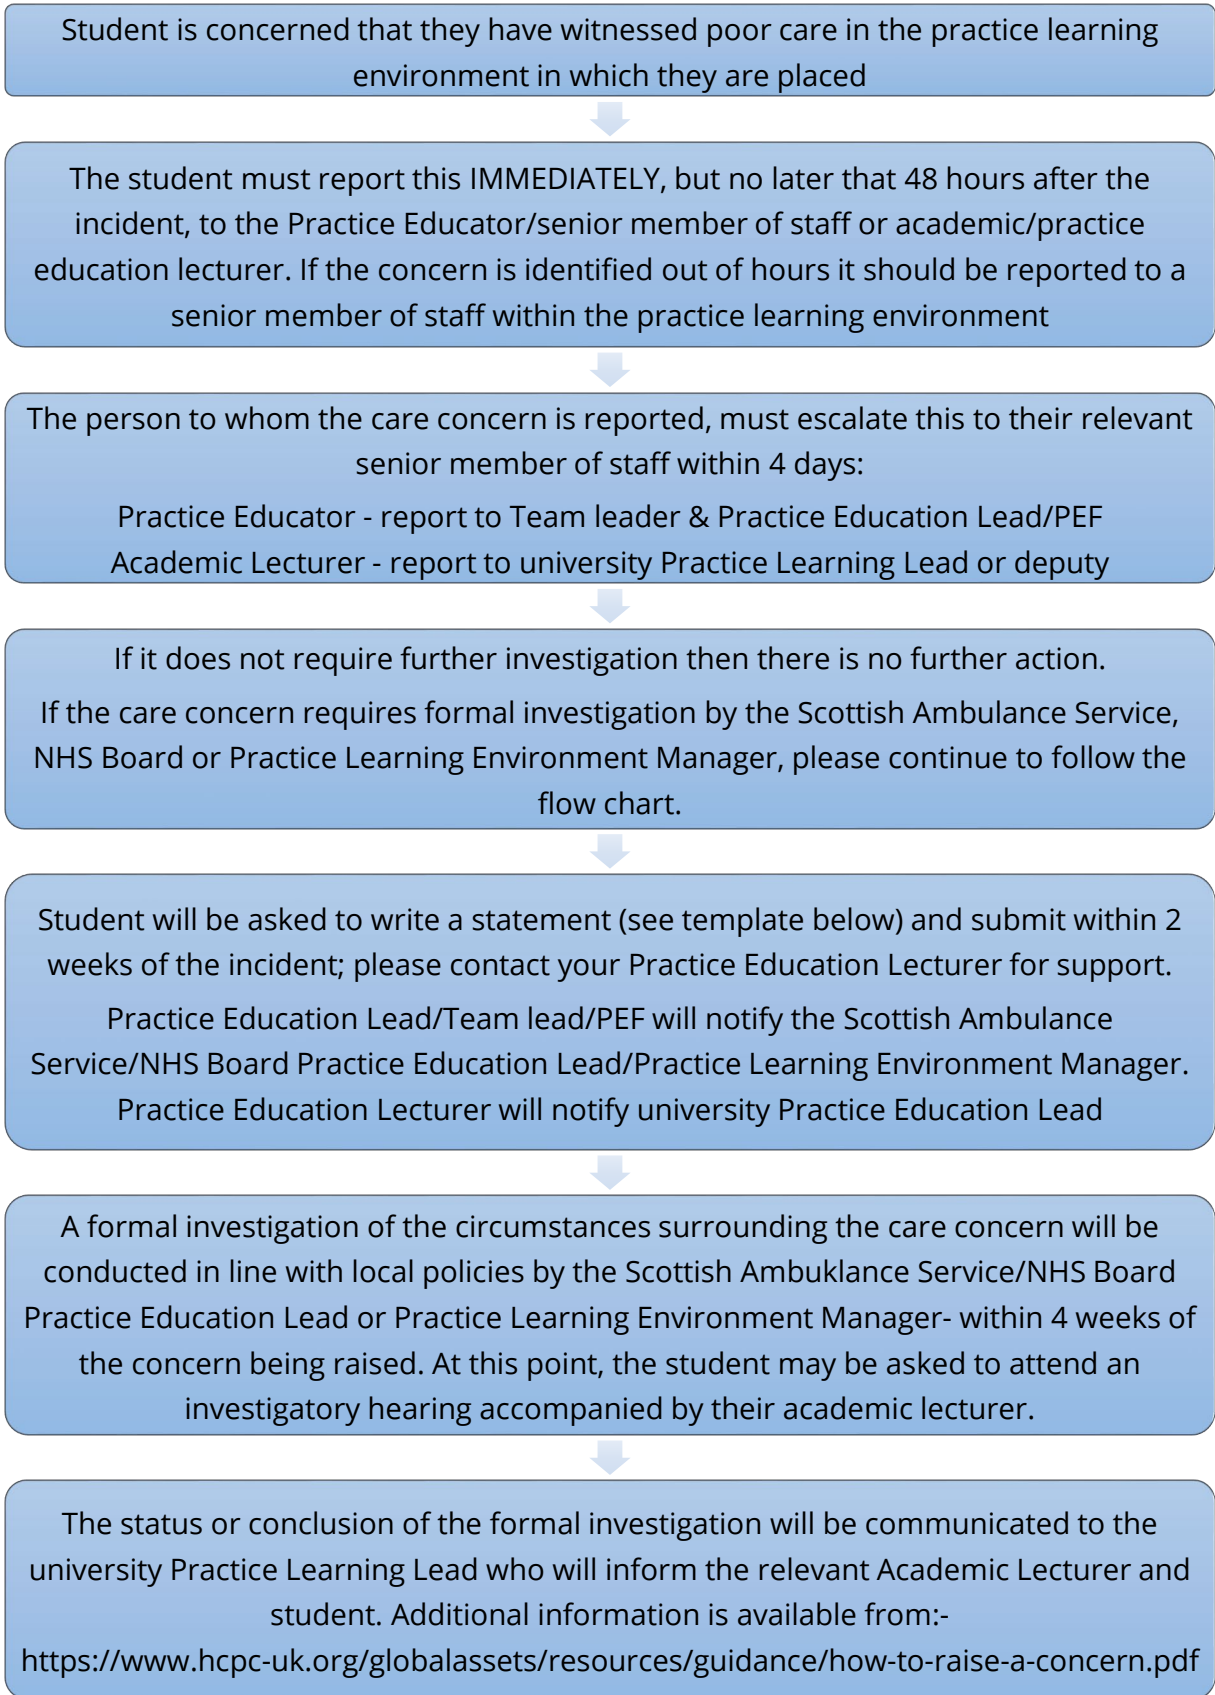 Student is concerned that they have witnessed poor care in the practice learning
environment in which they are placed
The student must report this IMMEDIATELY, but no later that 48 hours after the
incident, to the Practice Educator/senior member of staff or academic/practice
education lecturer. If the concern is identified out of hours it should be reported to a
senior member of staff within the practice learning environment
The person to whom the care concern is reported, must escalate this to their relevant
senior member of staff within 4 days:
Practice Educator - report to Team leader & Practice Education Lead/PEF
Academic Lecturer - report to university Practice Learning Lead or deputy
If it does not require further investigation then there is no further action.
If the care concern requires formal investigation by the Scottish Ambulance Service,
NHS Board or Practice Learning Environment Manager, please continue to follow the
flow chart.
Student will be asked to write a statement (see template below) and submit within 2
weeks of the incident; please contact your Practice Education Lecturer for support.
Practice Education Lead/Team lead/PEF will notify the Scottish Ambulance
Service/NHS Board Practice Education Lead/Practice Learning Environment Manager.
Practice Education Lecturer will notify university Practice Education Lead
A formal investigation of the circumstances surrounding the care concern will be
conducted in line with local policies by the Scottish Ambuklance Service/NHS Board
Practice Education Lead or Practice Learning Environment Manager- within 4 weeks of
the concern being raised. At this point, the student may be asked to attend an
investigatory hearing accompanied by their academic lecturer.
The status or conclusion of the formal investigation will be communicated to the
university Practice Learning Lead who will inform the relevant Academic Lecturer and
student. Additional information is available from:-
https://www.hcpc-uk.org/globalassets/resources/guidance/how-to-raise-a-concern.pdf